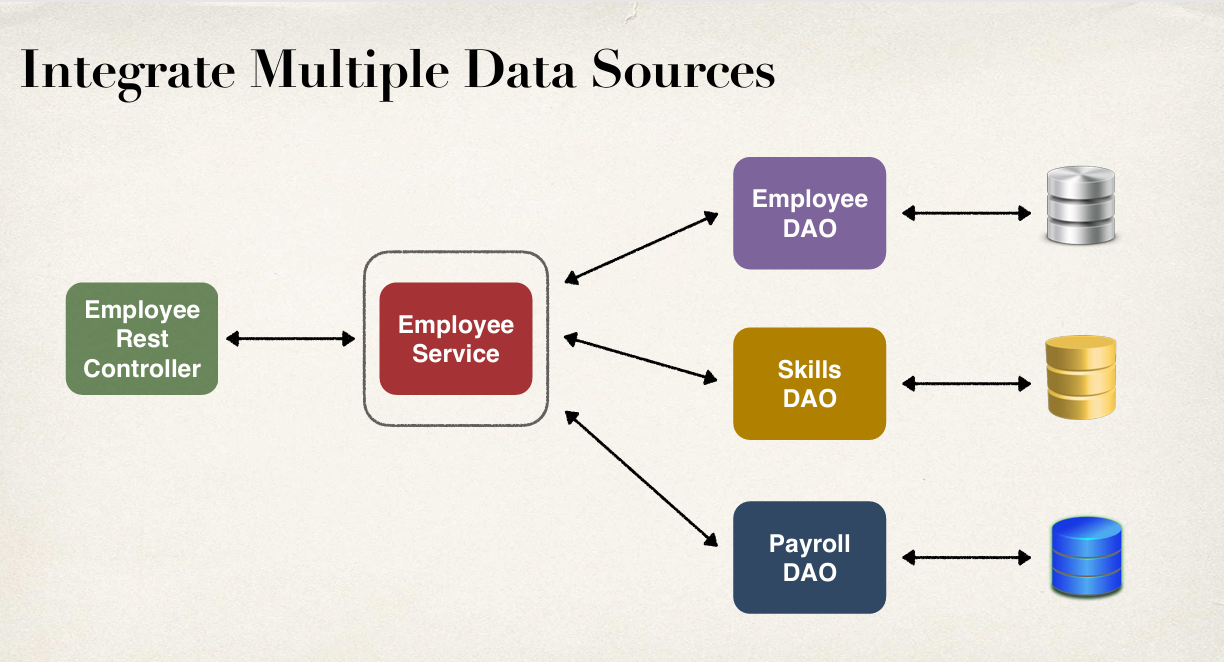 Integrate Multiple Data Sources
Employee
Rest
Controller
Employee
Service
Employee
DAO
Skills
DAO
Payroll
DAO